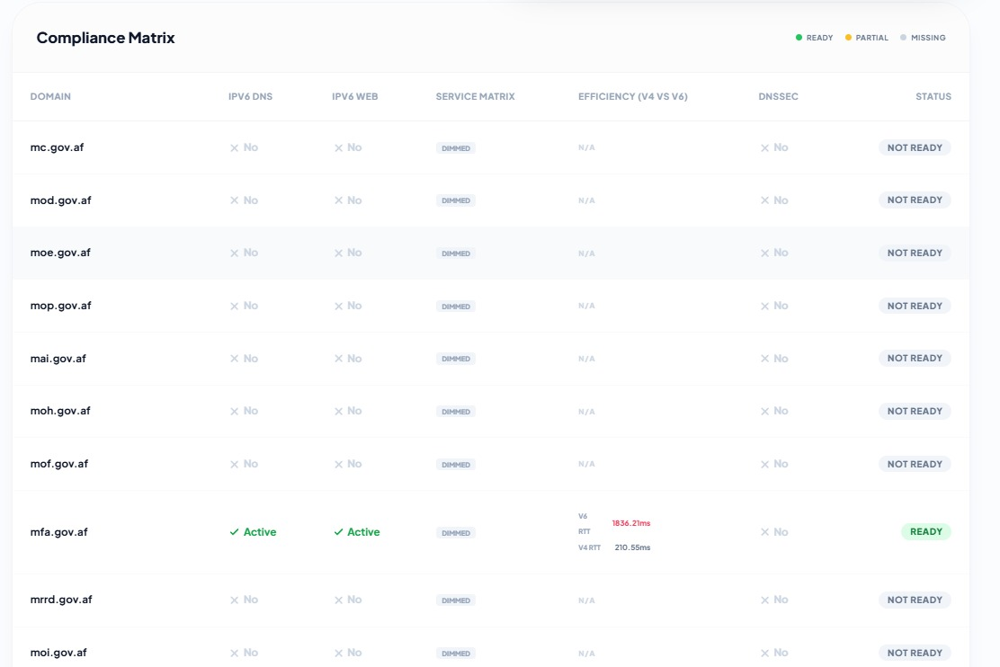 Compliance Matrix
READY PARTIAL MISSING
DOMAIN IPV6 DNS IPV6 WEB SERVICE MATRIX EFFICIENCY (V4 VS V6) DNSSEC STATUS
mc.gov.af No No DIMMED N/A No NOT READY
mod.gov.af No No DIMMED N/A No NOT READY
moe.gov.af No No DIMMED N/A No NOT READY
mop.gov.af No No DIMMED N/A No NOT READY
mai.gov.af No No DIMMED N/A No NOT READY
moh.gov.af No No DIMMED N/A No NOT READY
mof.gov.af No No DIMMED N/A No NOT READY
mfa.gov.af Active Active DIMMED V6 RTT 1836.21ms No READY
V4 RTT 210.55ms
mrrd.gov.af No No DIMMED N/A No NOT READY
moi.gov.af No No DIMMED N/A No NOT READY